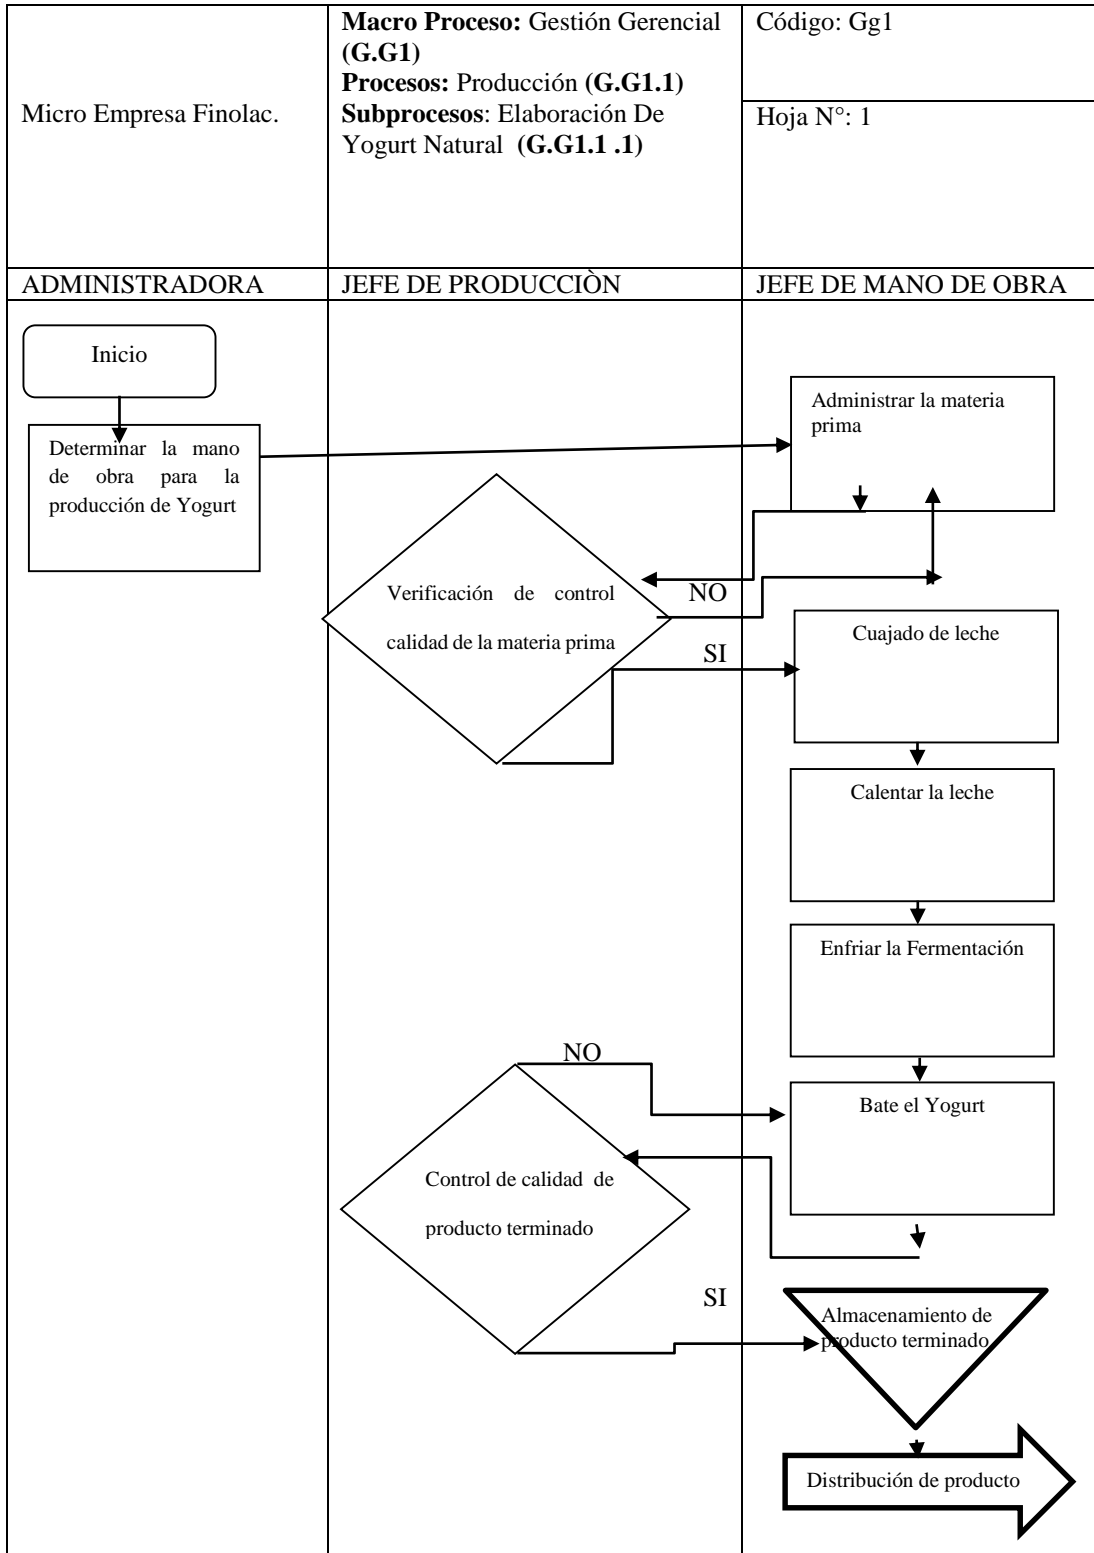 Micro Empresa Finolac.
Macro Proceso: Gestión Gerencial
(G.G1)
Procesos: Producción (G.G1.1)
Subprocesos: Elaboración De
Yogurt Natural (G.G1.1 .1)
Código: Gg1
Hoja N°: 1
ADMINISTRADORA
JEFE DE PRODUCCIÒN
JEFE DE MANO DE OBRA
Inicio
Determinar la mano
de obra para la
producción de Yogurt
Administrar la materia
prima
Verificación de control
calidad de la materia prima
NO
SI
Cuajado de leche
Calentar la leche
Enfriar la Fermentación
Bate el Yogurt
NO
Control de calidad de
producto terminado
SI
Almacenamiento de
producto terminado
Distribución de producto